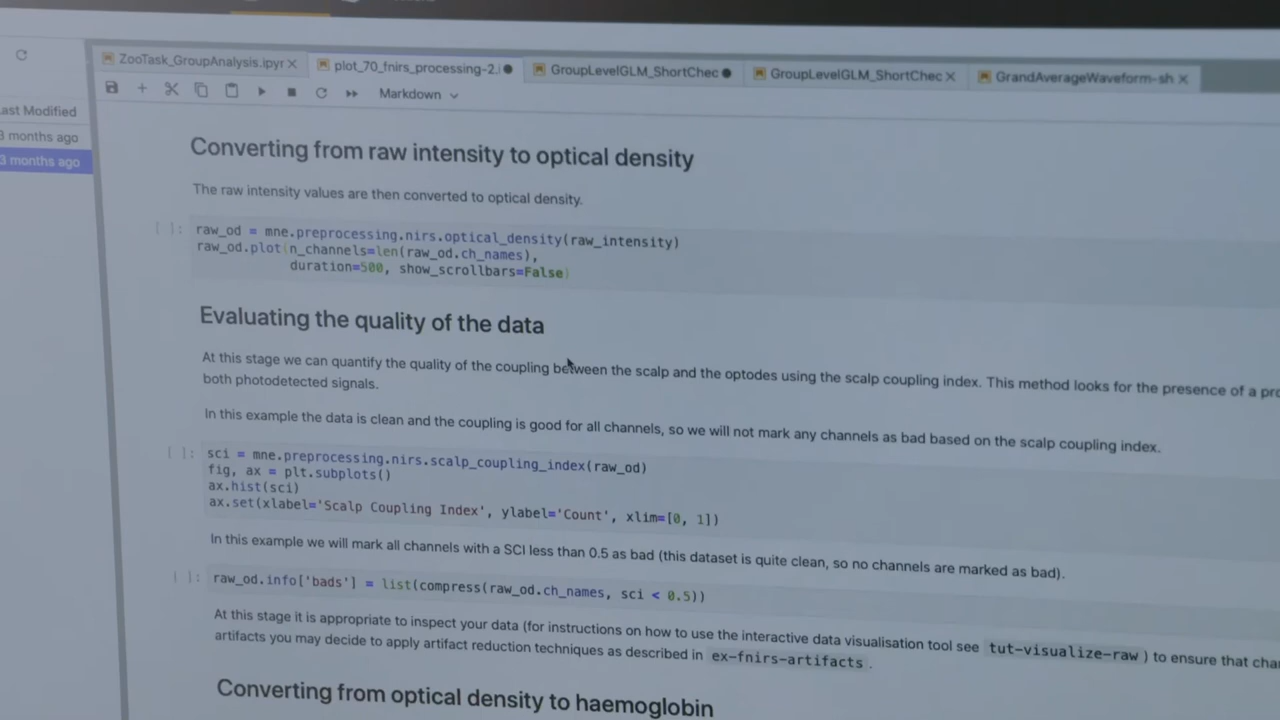 ZooTask_GroupAnalysis.ipyr
plot_70_fnirs_processing-2.
GroupLevelGLM_ShortChec
GroupLevelGLM_ShortChec
GrandAverageWaveform-sh
Last Modified
3 months ago
3 months ago
Markdown
Converting from raw intensity to optical density
The raw intensity values are then converted to optical density.
[ ]: raw_od = mne.preprocessing.nirs.optical_density(raw_intensity)
raw_od.plot(n_channels=len(raw_od.ch_names),
duration=500, show_scrollbars=False)
Evaluating the quality of the data
At this stage we can quantify the quality of the coupling between the scalp and the optodes using the scalp coupling index. This method looks for the presence of a pro
both photodetected signals.
In this example the data is clean and the coupling is good for all channels, so we will not mark any channels as bad based on the scalp coupling index.
[ ]: sci = mne.preprocessing.nirs.scalp_coupling_index(raw_od)
fig, ax = plt.subplots()
ax.hist(sci)
ax.set(xlabel='Scalp Coupling Index', ylabel='Count', xlim=[0, 1])
In this example we will mark all channels with a SCI less than 0.5 as bad (this dataset is quite clean, so no channels are marked as bad).
[ ]: raw_od.info['bads'] = list(compress(raw_od.ch_names, sci < 0.5))
At this stage it is appropriate to inspect your data (for instructions on how to use the interactive data visualisation tool see tut-visualize-raw ) to ensure that cha
artifacts you may decide to apply artifact reduction techniques as described in ex-fnirs-artifacts .
Converting from optical density to haemoglobin